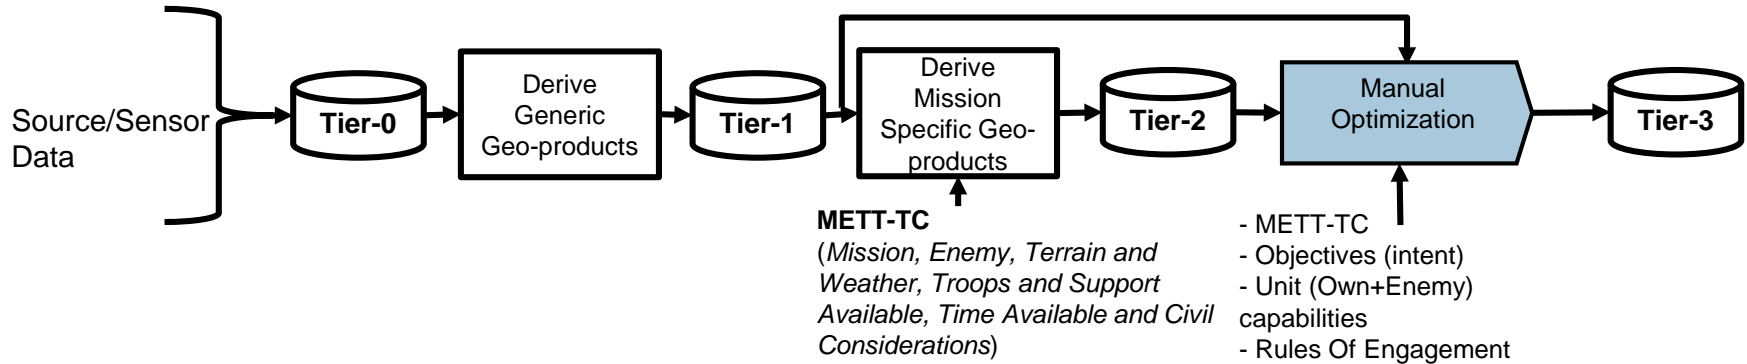 Source/Sensor
Data
Tier-0
Derive
Generic
Geo-products
Tier-1
Derive
Mission
Specific Geo-
products
Tier-2
Manual
Optimization
Tier-3
METT-TC
(Mission, Enemy, Terrain and
Weather, Troops and Support
Available, Time Available and Civil
Considerations)
- METT-TC
- Objectives (intent)
- Unit (Own+Enemy)
capabilities
- Rules Of Engagement